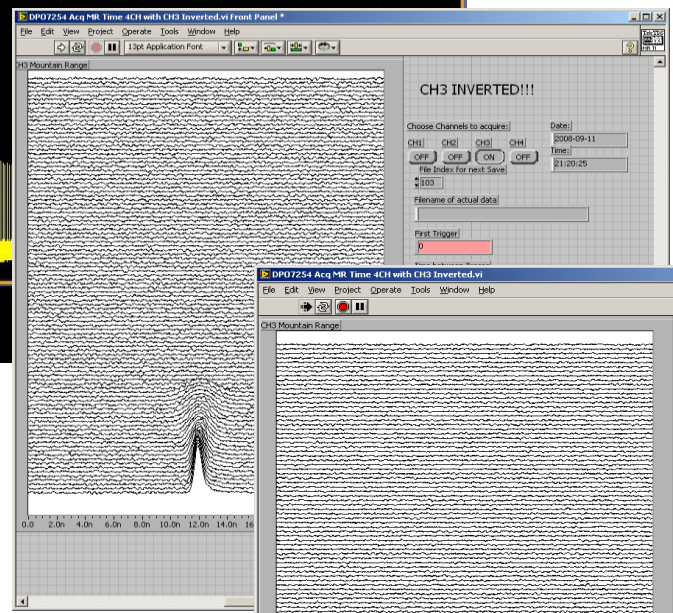 DPO7254 Acq MR Time 4CH with CH3 Inverted.vi Front Panel *
File Edit View Project Operate Tools Window Help
13pt Application Font
CH3 Mountain Range
CH3 INVERTED!!!
Choose Channels to acquire:
Date:
CH1 CH2 CH3 CH4
2008-09-11
OFF OFF ON OFF
Time:
21:20:25
File Index for next Save
103
Filename of actual data
First Trigger
0
0.0 2.0n 4.0n 6.0n 8.0n 10.0n 12.0n 14.0n 16
DPO7254 Acq MR Time 4CH with CH3 Inverted.vi
File Edit View Project Operate Tools Window Help
CH3 Mountain Range